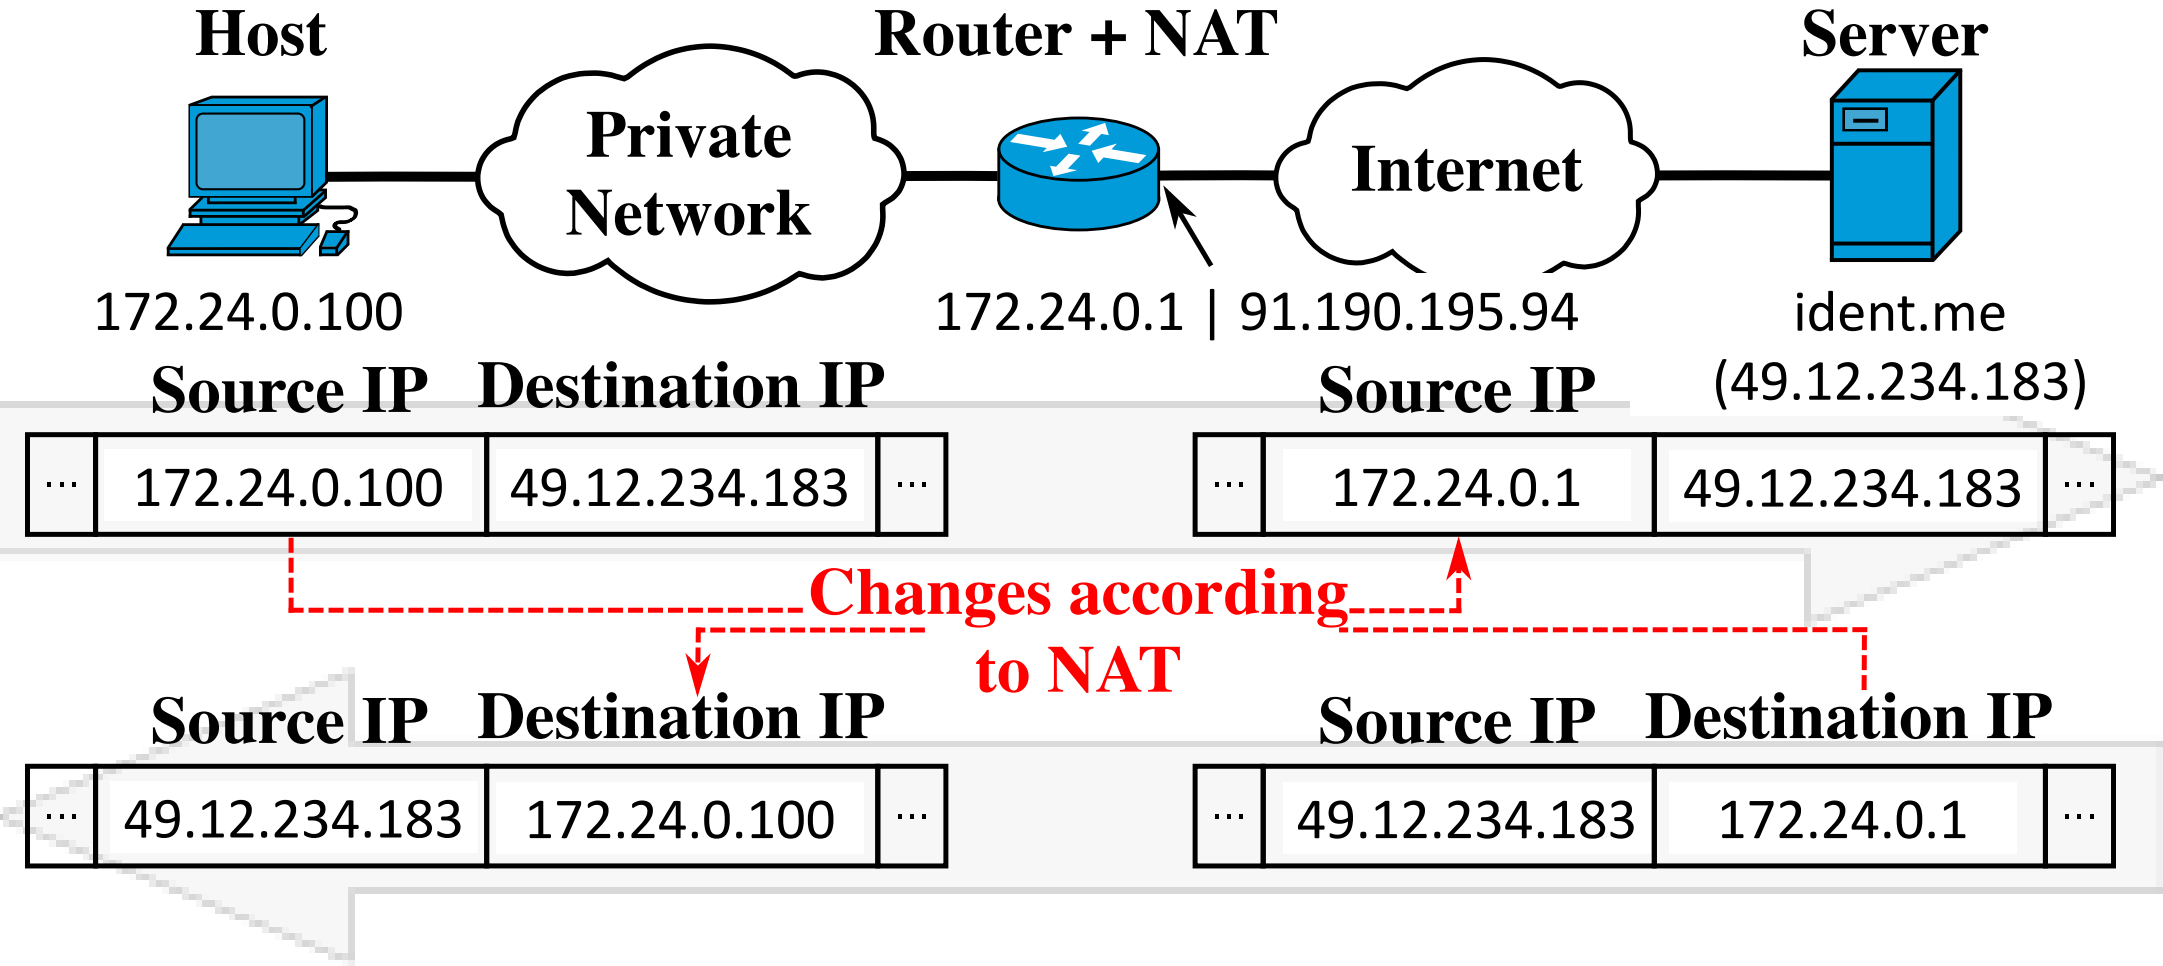 Host
Router + NAT
Server
Private
Network
Internet
172.24.0.100
172.24.0.1 | 91.190.195.94
ident.me
(49.12.234.183)
Source IP Destination IP
Source IP
... 172.24.0.100 49.12.234.183 ...
... 172.24.0.1 49.12.234.183 ...
Changes according
to NAT
Source IP Destination IP
Source IP Destination IP
... 49.12.234.183 172.24.0.100 ...
... 49.12.234.183 172.24.0.1 ...